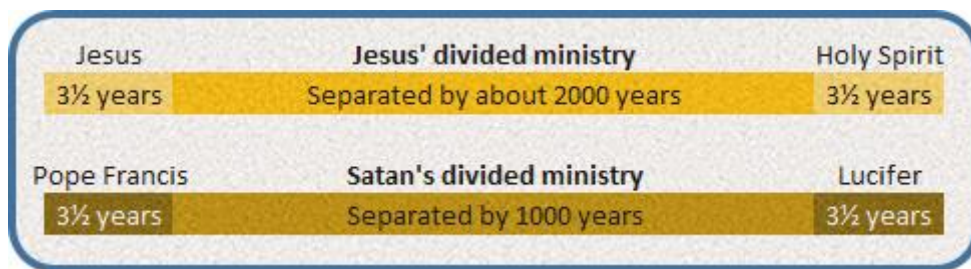 Jesus Jesus' divided ministry Holy Spirit
3½ years Separated by about 2000 years 3½ years
Pope Francis Satan's divided ministry Lucifer
3½ years Separated by 1000 years 3½ years